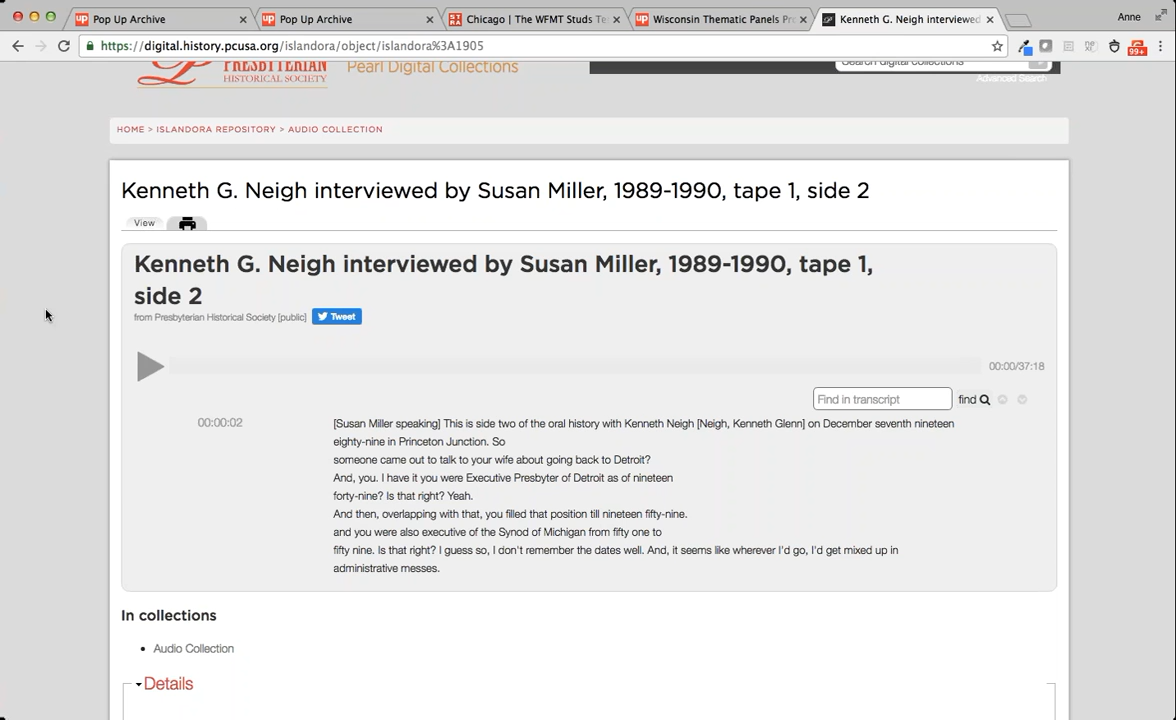 Pop Up Archive
Pop Up Archive
Chicago | The WFMT Studs Te
Wisconsin Thematic Panels Pr
Kenneth G. Neigh interviewed
Anne
https://digital.history.pcusa.org/islandora/object/islandora%3A1905
99+
PRESBYTERIAN
HISTORICAL SOCIETY
Pearl Digital Collections
Search digital collections
Advanced Search
HOME > ISLANDORA REPOSITORY > AUDIO COLLECTION
Kenneth G. Neigh interviewed by Susan Miller, 1989-1990, tape 1, side 2
View
Kenneth G. Neigh interviewed by Susan Miller, 1989-1990, tape 1,
side 2
from Presbyterian Historical Society [public]
Tweet
00:00/37:18
Find in transcript
find
00:00:02
[Susan Miller speaking] This is side two of the oral history with Kenneth Neigh [Neigh, Kenneth Glenn] on December seventh nineteen
eighty-nine in Princeton Junction. So
someone came out to talk to your wife about going back to Detroit?
And, you. I have it you were Executive Presbyter of Detroit as of nineteen
forty-nine? Is that right? Yeah.
And then, overlapping with that, you filled that position till nineteen fifty-nine.
and you were also executive of the Synod of Michigan from fifty one to
fifty nine. Is that right? I guess so, I don't remember the dates well. And, it seems like wherever I'd go, I'd get mixed up in
administrative messes.
In collections
Audio Collection
Details